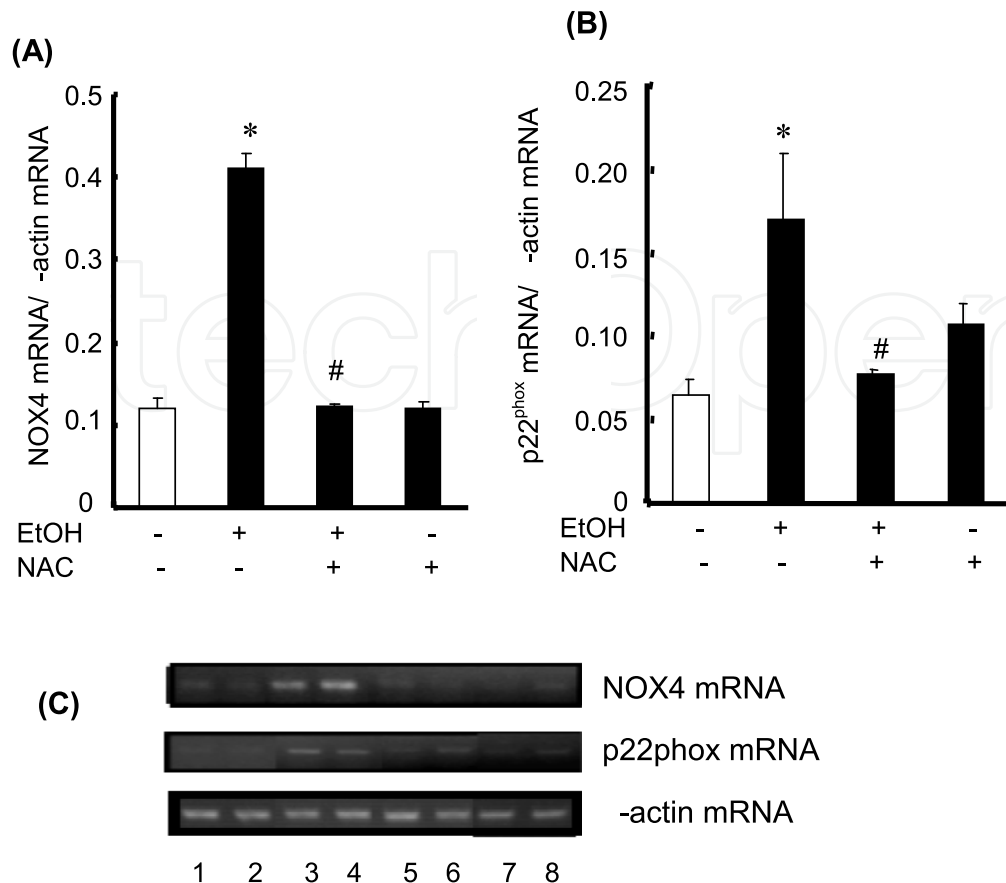 (A)
NOX4 mRNA/ -actin mRNA
0.5
0.4
0.3
0.2
0.1
0
*
#
EtOH - + + -
NAC - - + +
(B)
p22phox mRNA/ -actin mRNA
0.25
0.20
0.15
0.10
0.05
0
*
#
EtOH - + + -
NAC - - + +
(C)
NOX4 mRNA
p22phox mRNA
-actin mRNA
1 2 3 4 5 6 7 8
techOpen